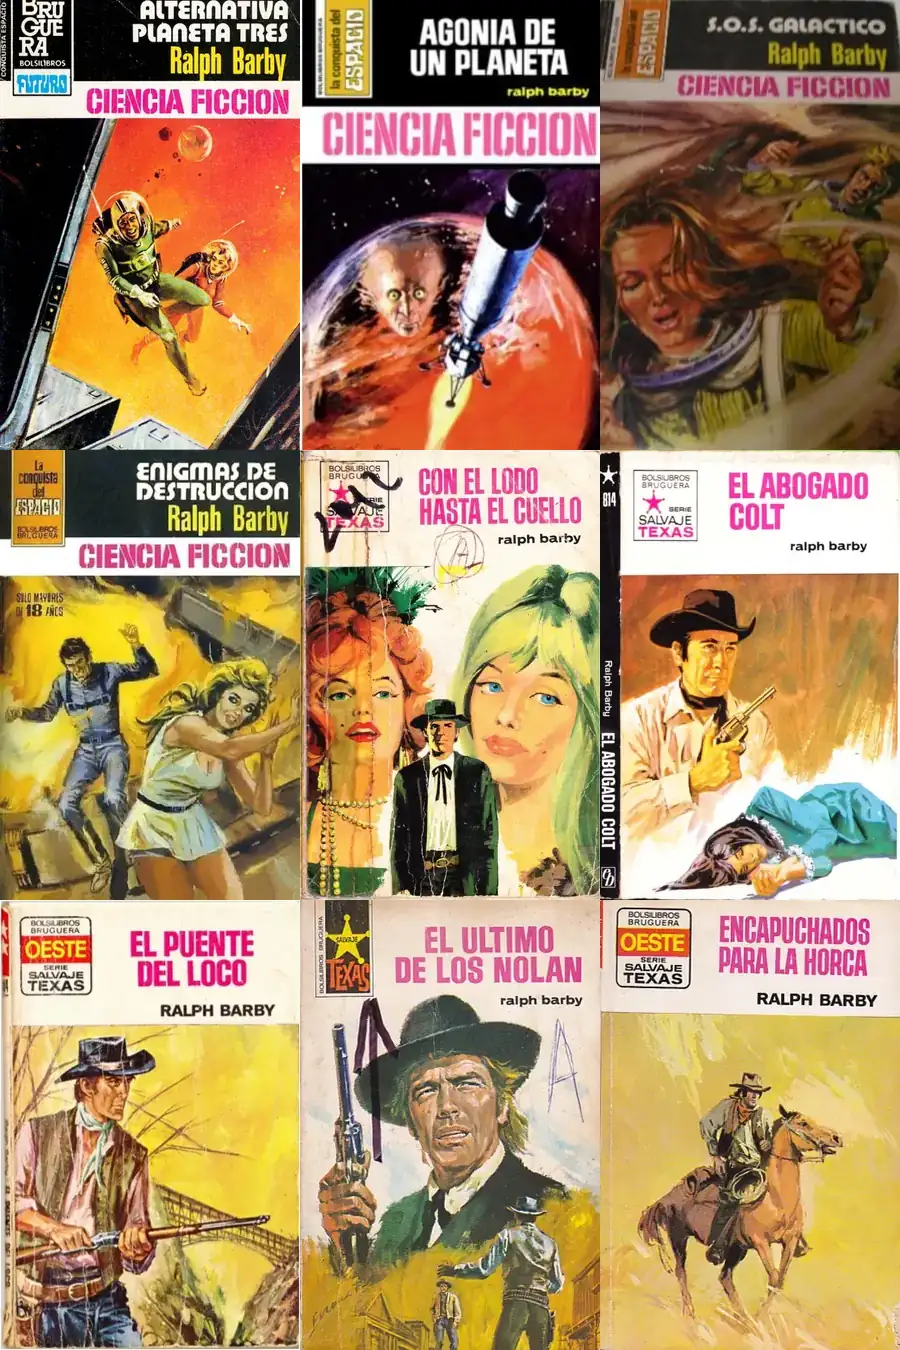 BRU
GUE
RA
BOLSILIBROS
FUTURO
CONQUISTA ESPACIO
ALTERNATIVA
PLANETA TRES
Ralph Barby
CIENCIA FICCION
BOLSILIBROS BRUGUERA
la conquista del
ESPACIO
AGONIA DE
UN PLANETA
ralph barby
CIENCIA FICCION
ESPACIO
S.O.S. GALACTICO
Ralph Barby
CIENCIA FICCION
La
conquista
del
ESPACIO
BOLSILIBROS
BRUGUERA
ENIGMAS DE
DESTRUCCION
Ralph Barby
CIENCIA FICCION
SOLO MAYORES
DE 18 AÑOS
BOLSILIBROS
BRUGUERA
SERIE
SALVAJE
TEXAS
CON EL LODO
HASTA EL CUELLO
ralph barby
A
814
Ralph Barby
EL ABOGADO COLT
BOLSILIBROS
BRUGUERA
SERIE
SALVAJE
TEXAS
EL ABOGADO
COLT
ralph barby
BOLSILIBROS
BRUGUERA
OESTE
SERIE
SALVAJE
TEXAS
EL PUENTE
DEL LOCO
RALPH BARBY
BOLSILIBROS BRUGUERA
SALVAJE
TEXAS
EL ULTIMO
DE LOS NOLAN
ralph barby
A
BOLSILIBROS
BRUGUERA
OESTE
SERIE
SALVAJE
TEXAS
ENCAPUCHADOS
PARA LA HORCA
RALPH BARBY